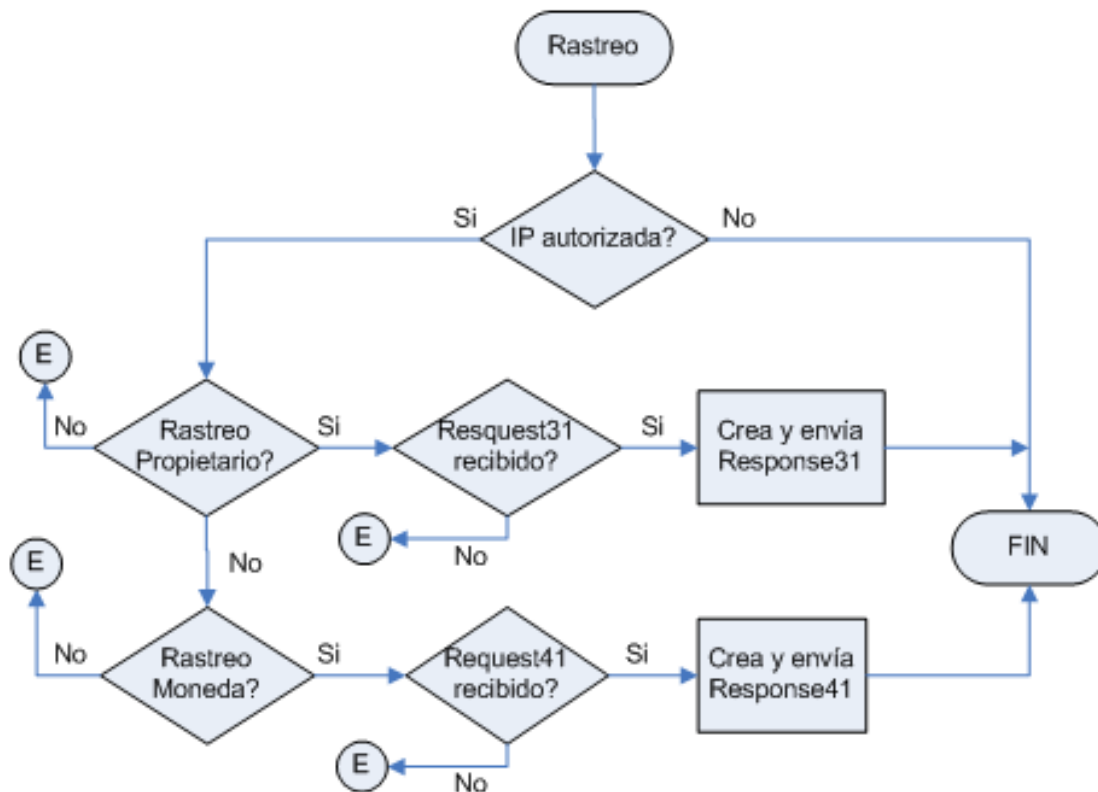 Rastreo
Si
No
IP autorizada?
E
No
Rastreo
Propietario?
Si
Resquest31
recibido?
Si
Crea y envía
Response31
E
No
FIN
E
No
No
Rastreo
Moneda?
Si
Request41
recibido?
Si
Crea y envía
Response41
E
No